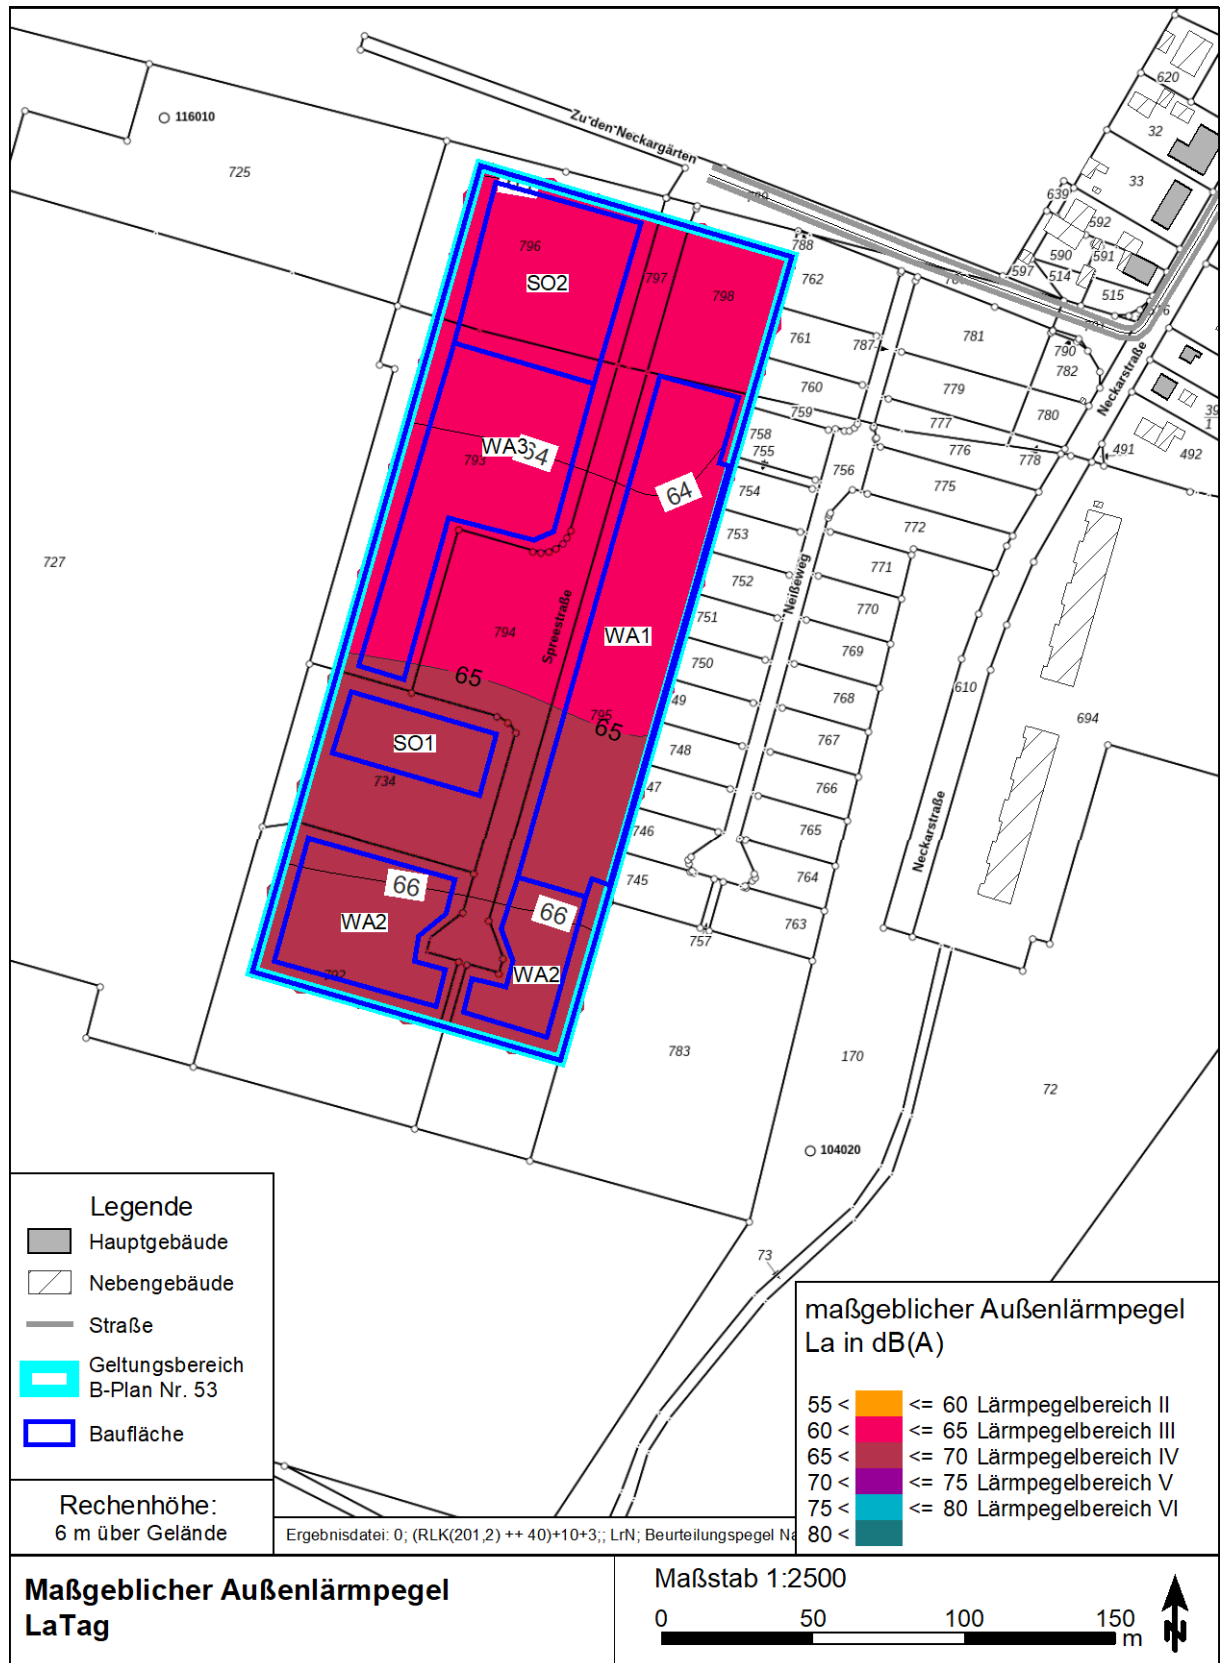 620
116010
Zu den Neckargärten
32
725
33
639
789
592
796
788
590
591
597
514
797
762
SO2
515
798
781
761
787
790
782
760
779
Neckarstraße
759
780
777
758
491
492
WA3
64
755
776
778
793
756
754
775
64
753
772
727
771
752
Neißeweg
770
751
794
Spreestraße
WA1
769
750
65
768
610
49
795
694
65
767
SO1
748
734
47
766
746
765
Neckarstraße
66
745
764
66
WA2
763
757
792
WA2
783
170
72
104020
73
Legende
Hauptgebäude
Nebengebäude
Straße
Geltungsbereich
B-Plan Nr. 53
Baufläche
Rechenhöhe:
6 m über Gelände
Ergebnisdatei: 0; (RLK(201,2) ++ 40)+10+3;; LrN; Beurteilungspegel Na
maßgeblicher Außenlärmpegel
La in dB(A)
55 < <= 60 Lärmpegelbereich II
60 < <= 65 Lärmpegelbereich III
65 < <= 70 Lärmpegelbereich IV
70 < <= 75 Lärmpegelbereich V
75 < <= 80 Lärmpegelbereich VI
80 <
Maßgeblicher Außenlärmpegel
LaTag
Maßstab 1:2500
0 50 100 150
m
N